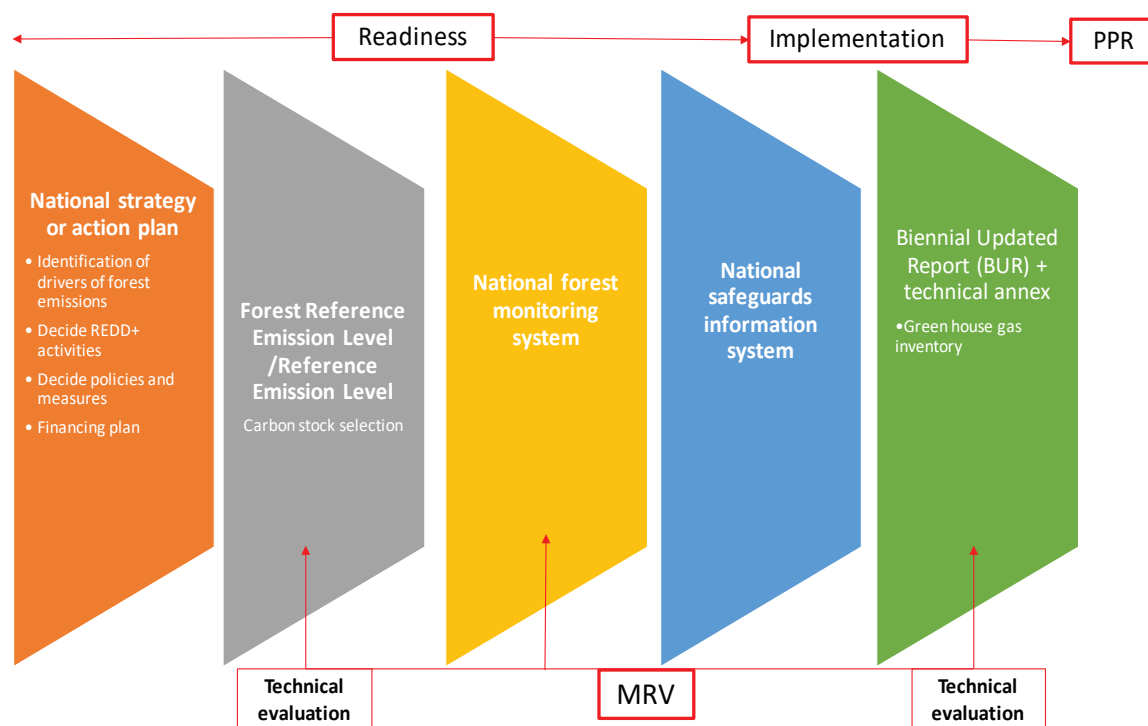 Readiness
Implementation
PPR
National strategy
or action plan
• Identification of
drivers of forest
emissions
• Decide REDD+
activities
• Decide policies and
measures
• Financing plan
Forest Reference
Emission Level
/Reference
Emission Level
Carbon stock selection
National forest
monitoring
system
National
safeguards
information
system
Biennial Updated
Report (BUR) +
technical annex
•Green house gas
inventory
Technical
evaluation
MRV
Technical
evaluation